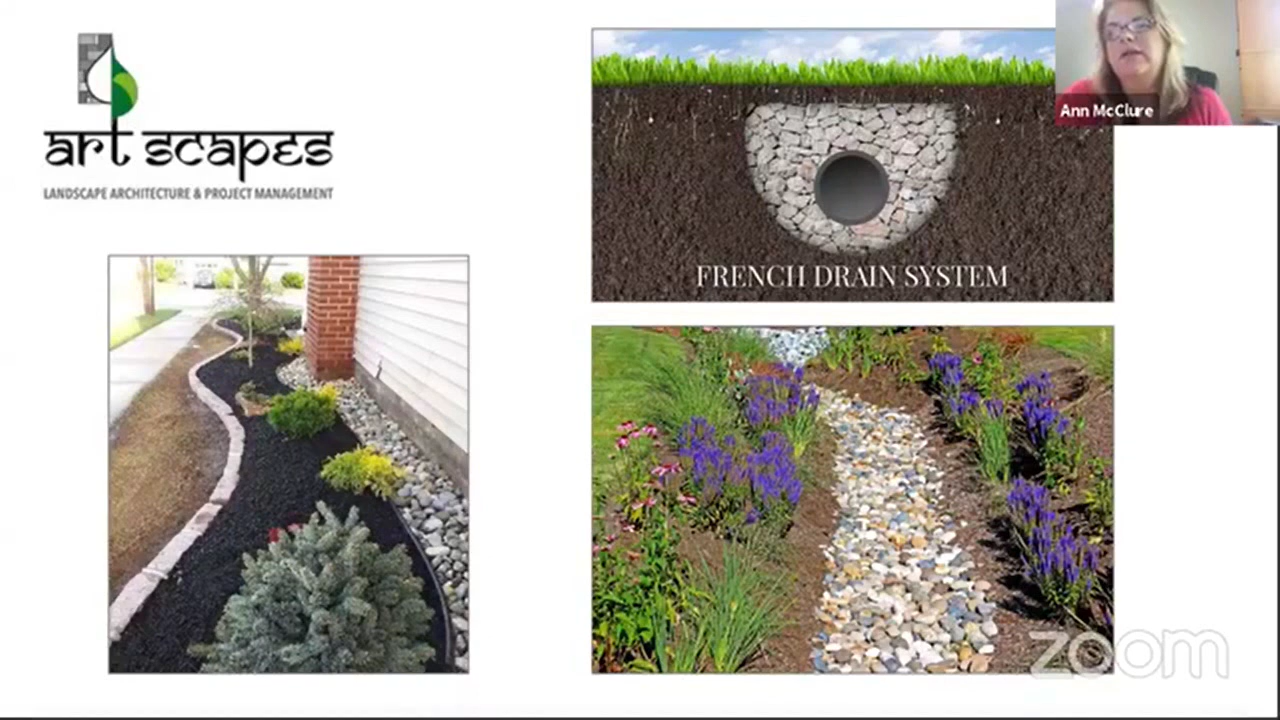 art scapes
LANDSCAPE ARCHITECTURE & PROJECT MANAGEMENT
Ann McClure
FRENCH DRAIN SYSTEM
zoom